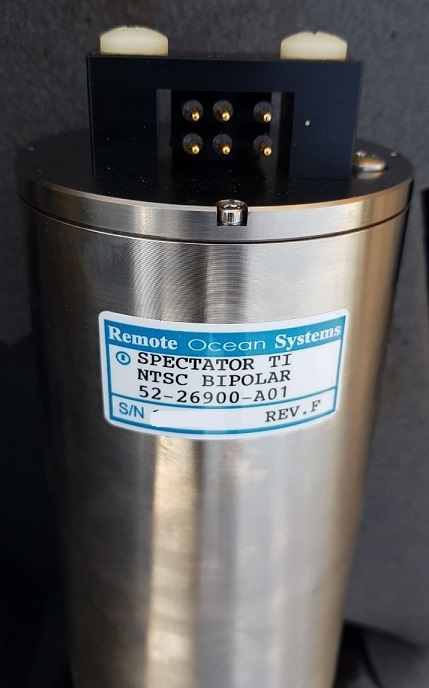 Remote Ocean Systems
SPECTATOR TI
NTSC BIPOLAR
52-26900-A01
S/N REV.F